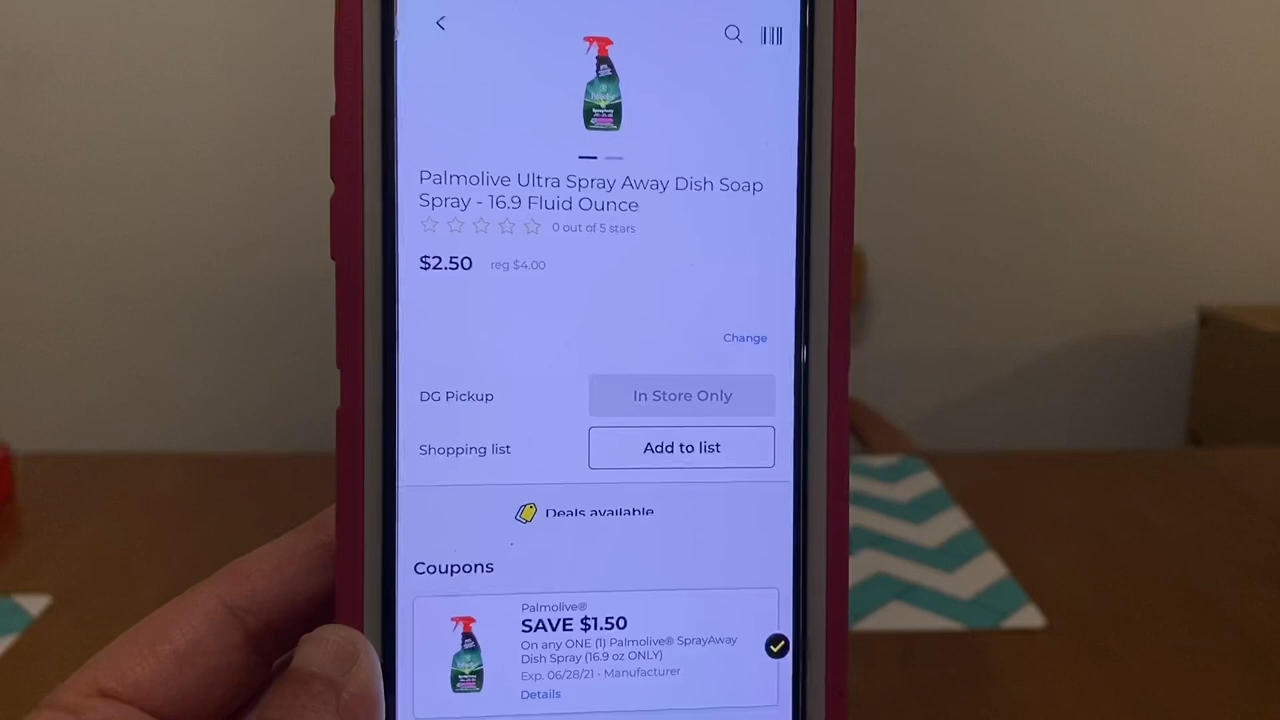 Palmolive Ultra Spray Away Dish Soap
Spray - 16.9 Fluid Ounce
0 out of 5 stars
$2.50 reg $4.00
Change
DG Pickup
In Store Only
Shopping list
Add to list
Deals available
Coupons
Palmolive®
SAVE $1.50
On any ONE (1) Palmolive® SprayAway
Dish Spray (16.9 oz ONLY)
Exp. 06/28/21 · Manufacturer
Details